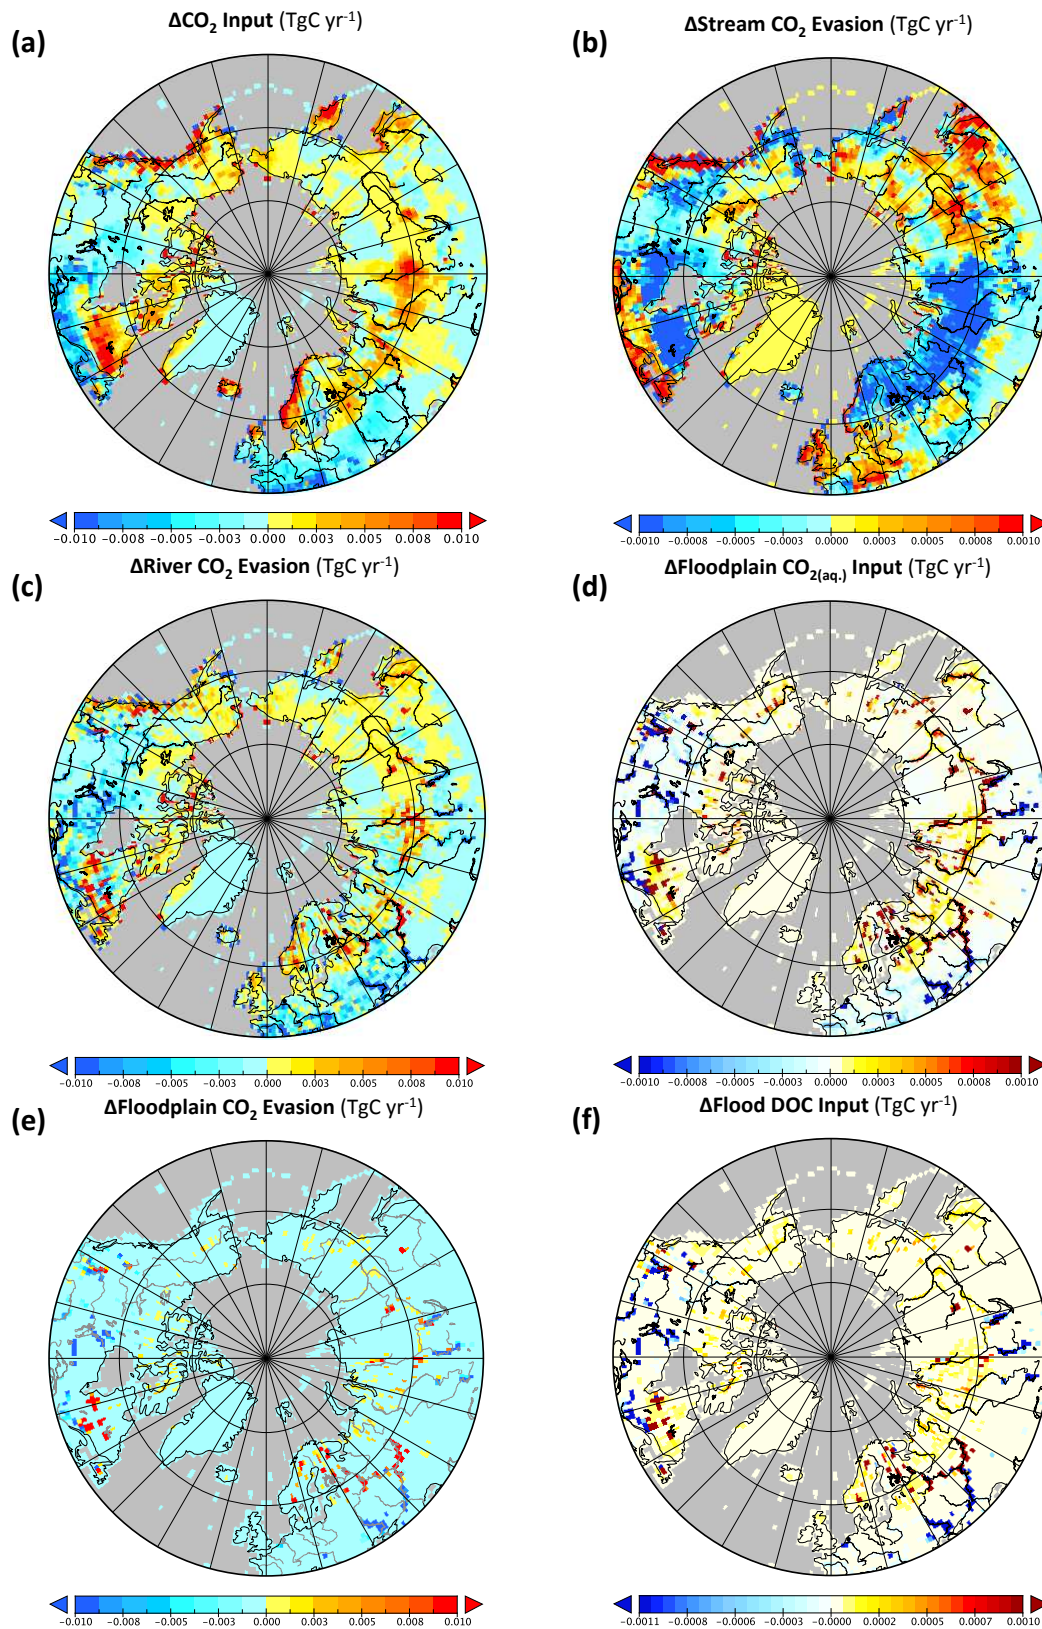 ΔCO₂ Input (TgC yr⁻¹)
(a)
−0.010 −0.008 −0.005 −0.003 0.000 0.003 0.005 0.008 0.010
ΔStream CO₂ Evasion (TgC yr⁻¹)
(b)
−0.0010 −0.0008 −0.0005 −0.0003 0.0000 0.0003 0.0005 0.0008 0.0010
ΔRiver CO₂ Evasion (TgC yr⁻¹)
(c)
−0.010 −0.008 −0.005 −0.003 0.000 0.003 0.005 0.008 0.010
ΔFloodplain CO₂₍ₐq.₎ Input (TgC yr⁻¹)
(d)
−0.0010 −0.0008 −0.0005 −0.0003 0.0000 0.0003 0.0005 0.0008 0.0010
ΔFloodplain CO₂ Evasion (TgC yr⁻¹)
(e)
−0.010 −0.008 −0.005 −0.003 0.000 0.003 0.005 0.008 0.010
ΔFlood DOC Input (TgC yr⁻¹)
(f)
−0.0011 −0.0006 −0.0003 0.0000 0.0003 0.0007 0.0010